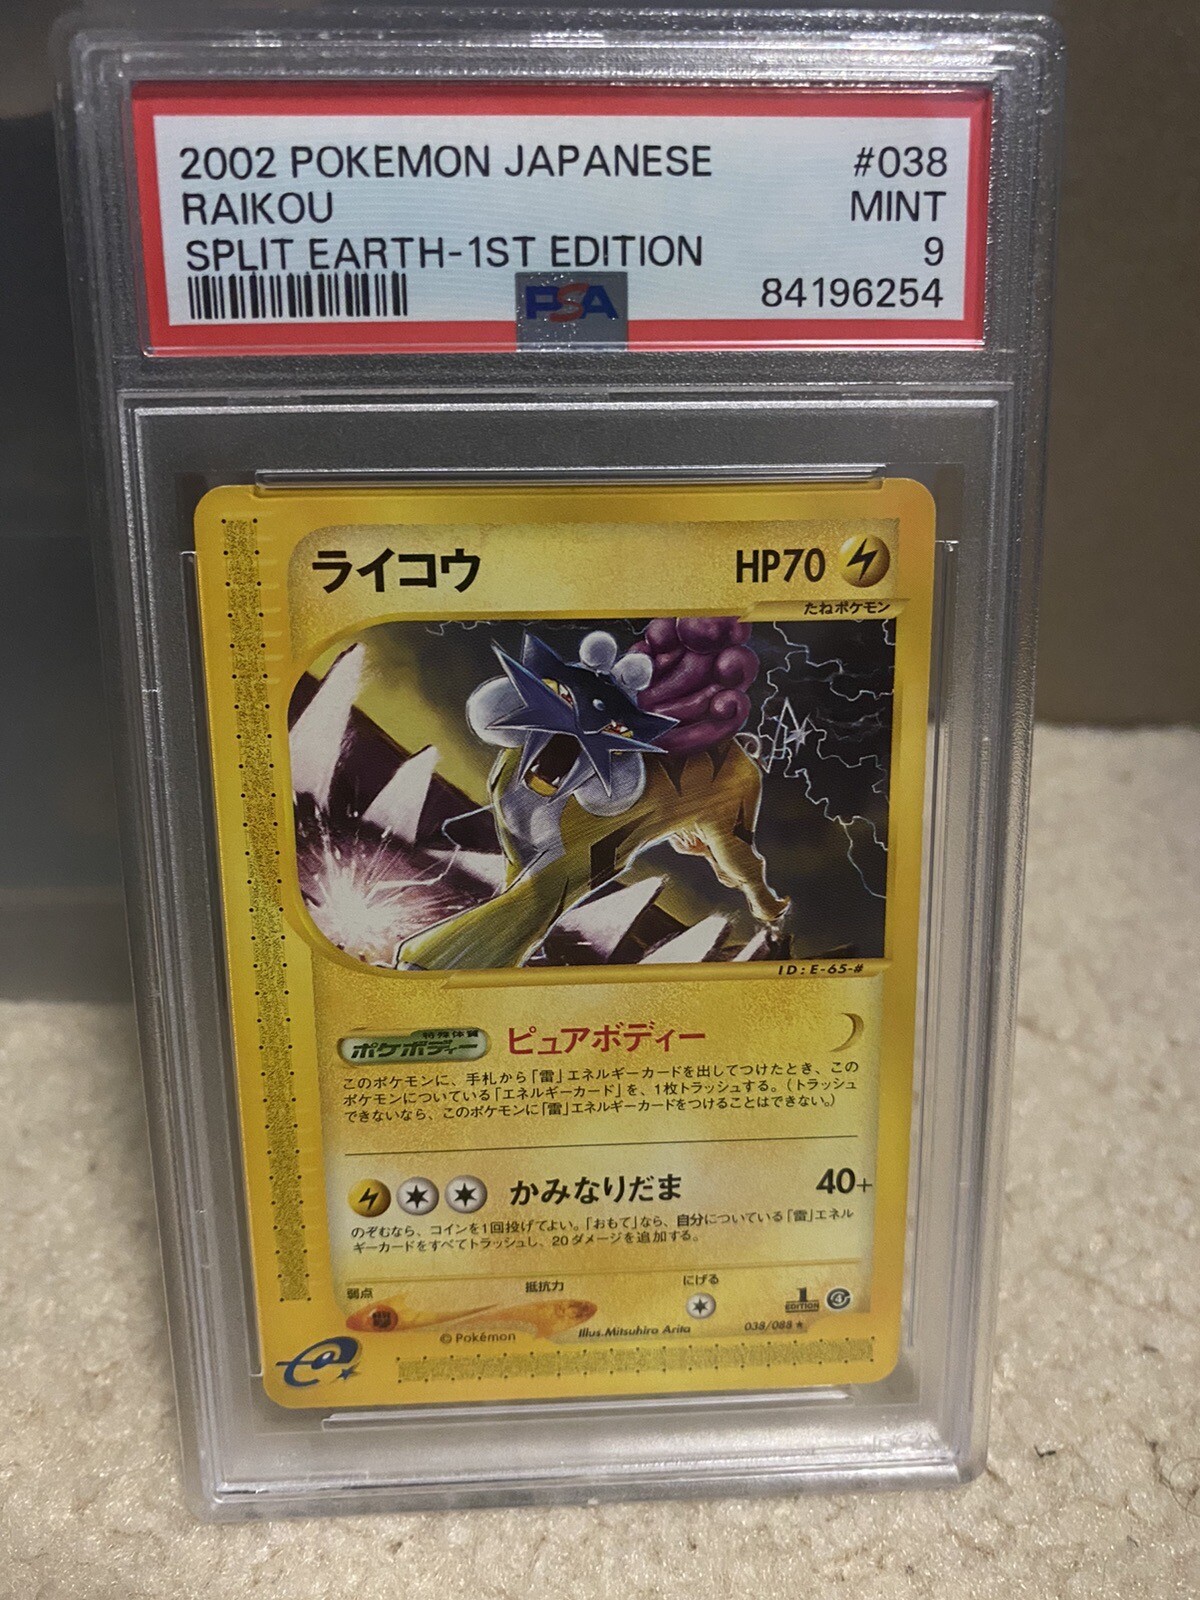 2002 POKEMON JAPANESE #038
RAIKOU MINT
SPLIT EARTH-1ST EDITION 9
PSA 84196254
ライコウ HP70
たねポケモン
ID:E-65-#
特殊体質
ポケボディー ピュアボディー
このポケモンに、手札から「雷」エネルギーカードを出してつけたとき、この
ポケモンについている「エネルギーカード」を、1枚トラッシュする。(トラッシュ
できないなら、このポケモンに「雷」エネルギーカードをつけることはできない。)
かみなりだま 40+
のぞむなら、コインを1回投げてよい。「おもて」なら、自分についている「雷」エネル
ギーカードをすべてトラッシュし、20ダメージを追加する。
弱点 抵抗力 にげる
1
EDITION
©Pokémon Illus.Mitsuhiro Arita 038/088★
e